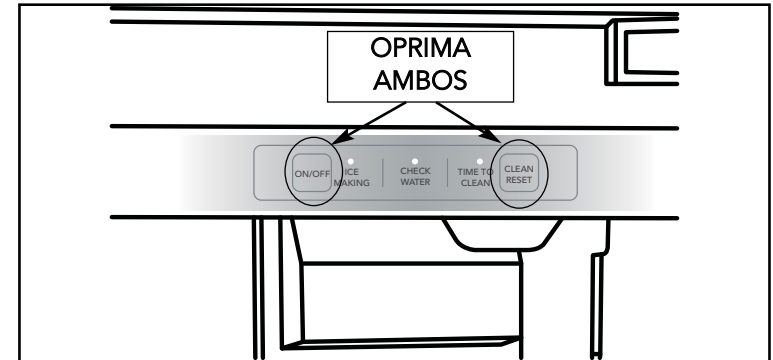 OPRIMA
AMBOS
ON/OFF
ICE
MAKING
CHECK
WATER
TIME TO
CLEAN
CLEAN
RESET